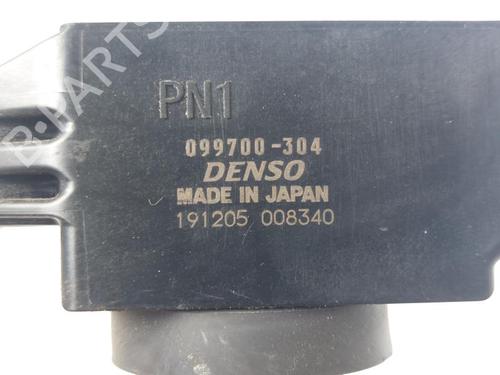 PN1
099700-304
DENSO
MADE IN JAPAN
191205 008340
B-PARTS